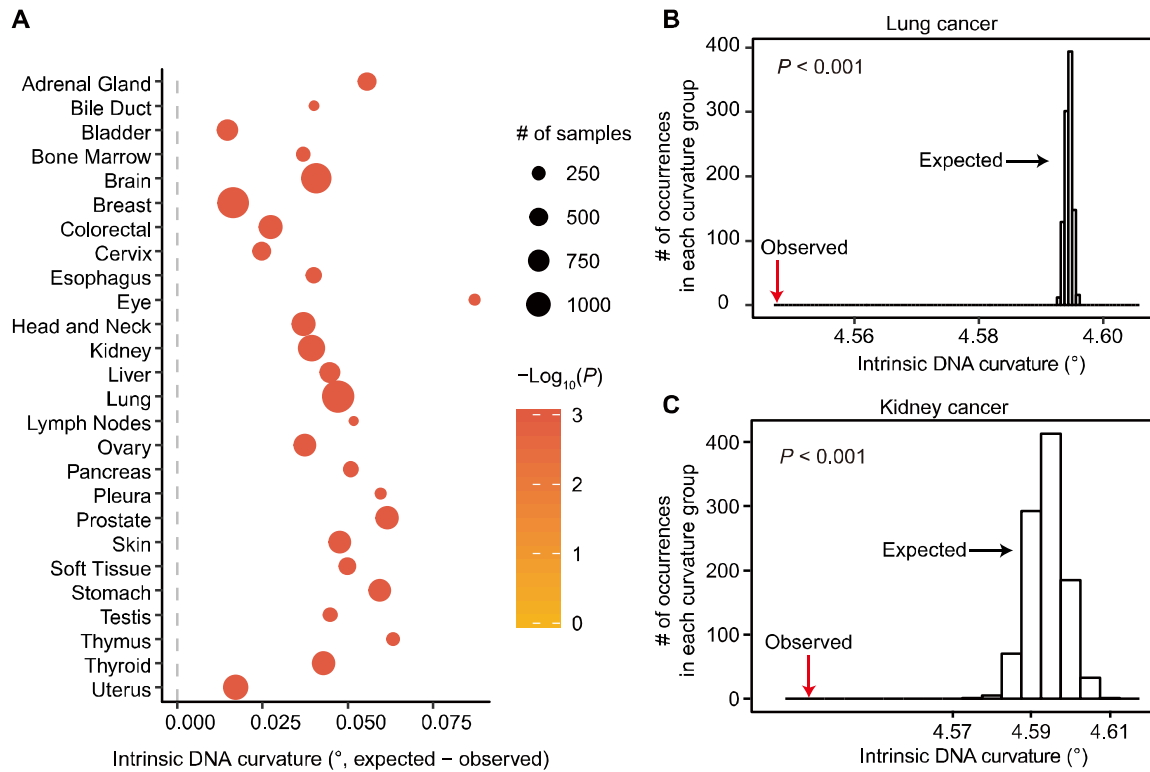 A
Adrenal Gland
Bile Duct
Bladder
Bone Marrow
Brain
Breast
Colorectal
Cervix
Esophagus
Eye
Head and Neck
Kidney
Liver
Lung
Lymph Nodes
Ovary
Pancreas
Pleura
Prostate
Skin
Soft Tissue
Stomach
Testis
Thymus
Thyroid
Uterus
0.000 0.025 0.050 0.075
Intrinsic DNA curvature (°, expected − observed)
# of samples
250
500
750
1000
−Log₁₀(P)
3
2
1
0
B
Lung cancer
P < 0.001
Expected
Observed
# of occurrences
in each curvature group
400
300
200
100
0
4.56 4.58 4.60
Intrinsic DNA curvature (°)
C
Kidney cancer
P < 0.001
Expected
Observed
# of occurrences
in each curvature group
400
300
200
100
0
4.57 4.59 4.61
Intrinsic DNA curvature (°)